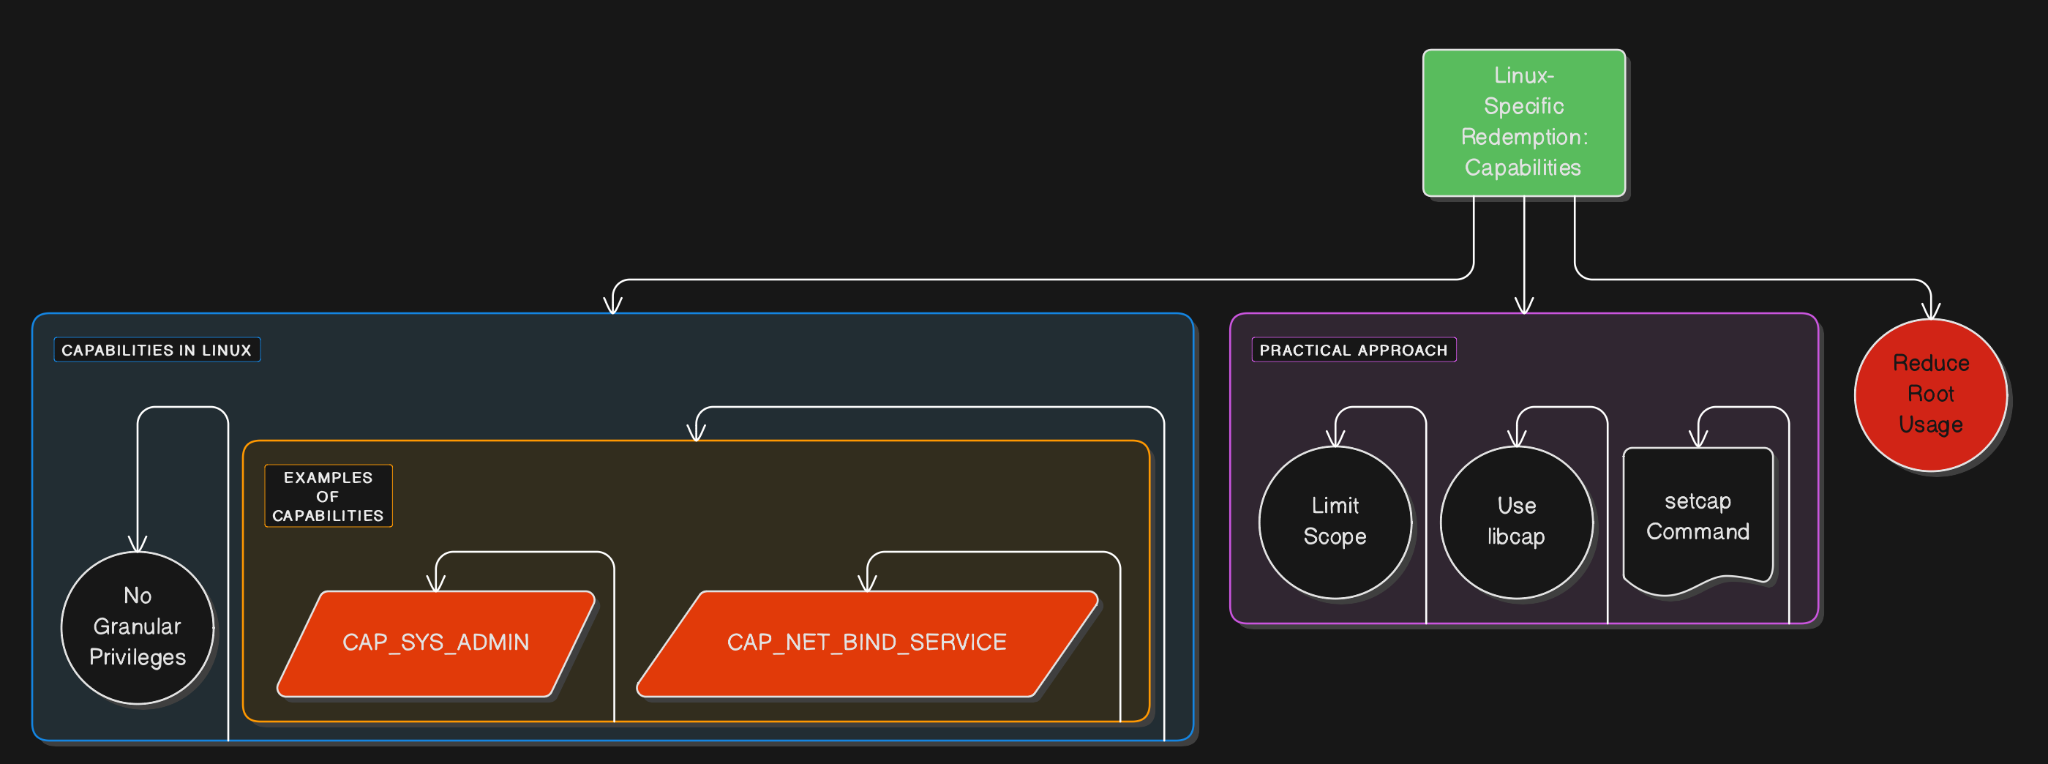 Linux-
Specific
Redemption:
Capabilities
CAPABILITIES IN LINUX
PRACTICAL APPROACH
Reduce
Root
Usage
EXAMPLES
OF
CAPABILITIES
Limit
Scope
Use
libcap
setcap
Command
No
Granular
Privileges
CAP_SYS_ADMIN
CAP_NET_BIND_SERVICE